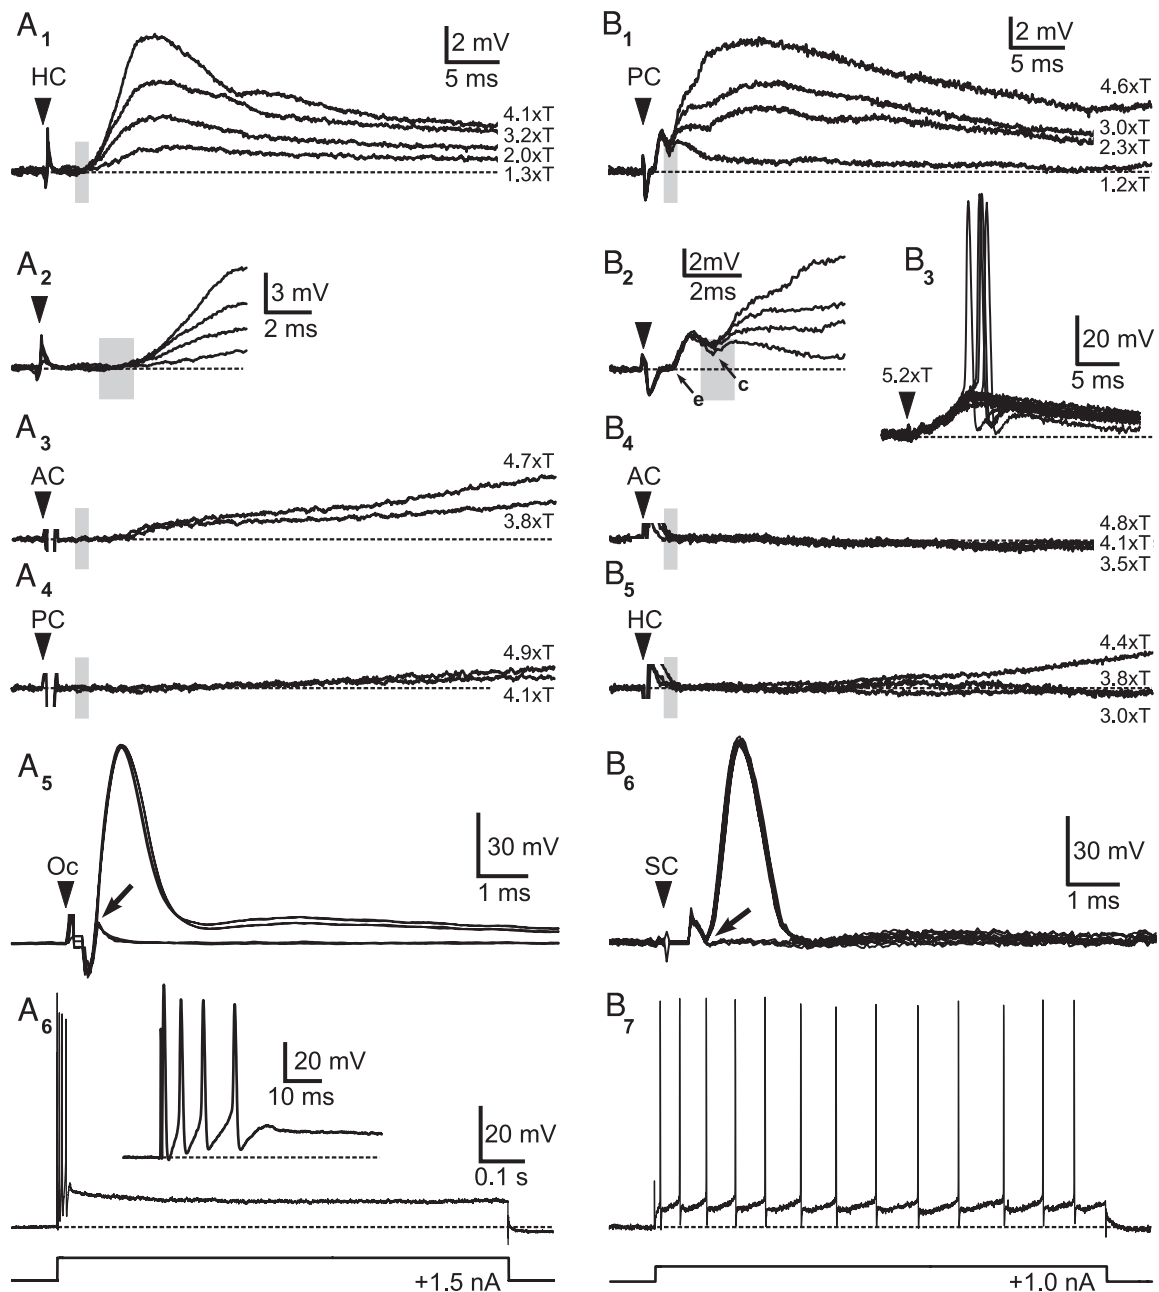 A1
HC
2 mV
5 ms
4.1xT
3.2xT
2.0xT
1.3xT
B1
PC
2 mV
5 ms
4.6xT
3.0xT
2.3xT
1.2xT
A2
3 mV
2 ms
B2
2mV
2ms
e
c
B3
5.2xT
20 mV
5 ms
A3
AC
4.7xT
3.8xT
B4
AC
4.8xT
4.1xT
3.5xT
A4
PC
4.9xT
4.1xT
B5
HC
4.4xT
3.8xT
3.0xT
A5
Oc
30 mV
1 ms
B6
SC
30 mV
1 ms
A6
20 mV
10 ms
20 mV
0.1 s
+1.5 nA
B7
+1.0 nA